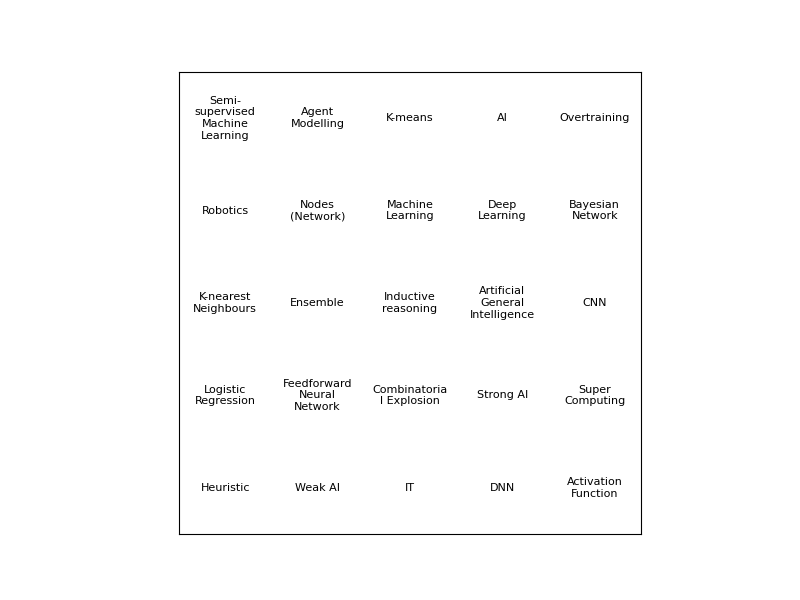 Semi-
supervised
Machine
Learning
Agent
Modelling
K-means
AI
Overtraining
Robotics
Nodes
(Network)
Machine
Learning
Deep
Learning
Bayesian
Network
K-nearest
Neighbours
Ensemble
Inductive
reasoning
Artificial
General
Intelligence
CNN
Logistic
Regression
Feedforward
Neural
Network
Combinatoria
l Explosion
Strong AI
Super
Computing
Heuristic
Weak AI
IT
DNN
Activation
Function